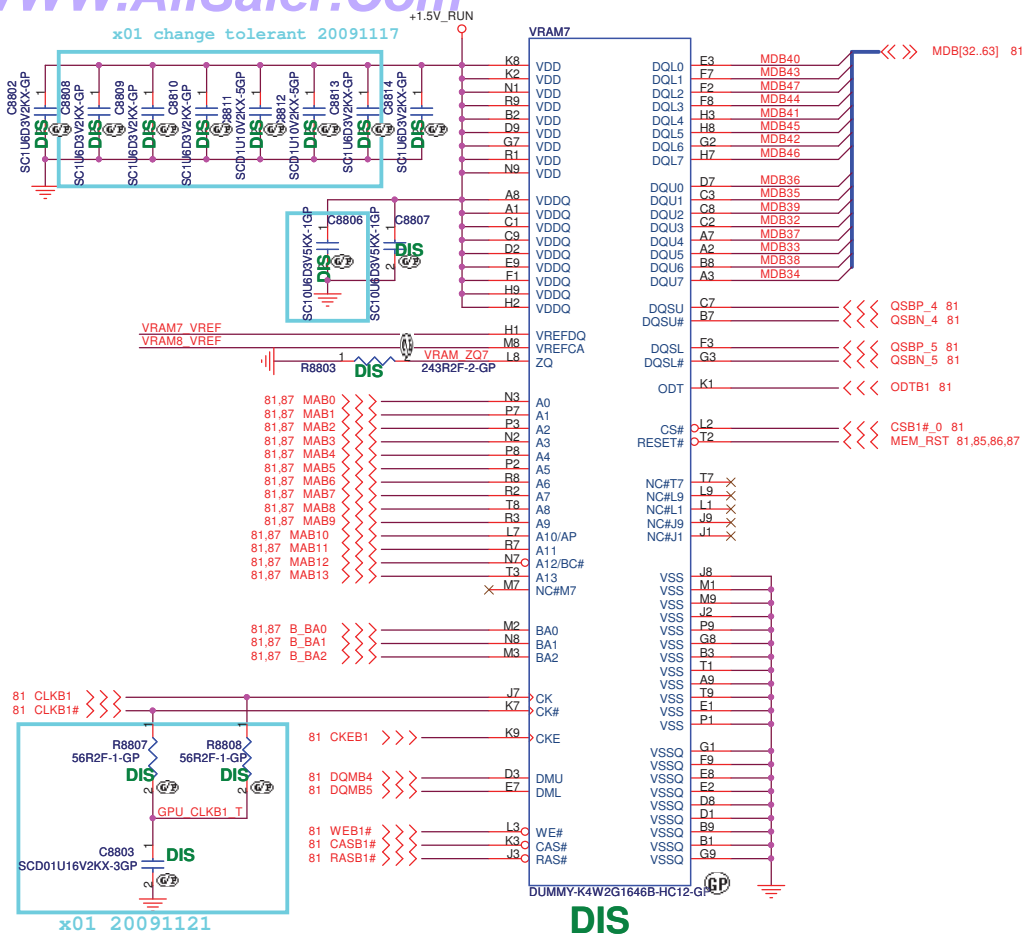 WWW.AliSaler.Com
+1.5V_RUN
x01 change tolerant 20091117
VRAM7
C8802
SC1U6D3V2KX-GP
DIS
C8808
SC1U6D3V2KX-GP
DIS
C8809
SC1U6D3V2KX-GP
DIS
C8810
SC1U6D3V2KX-GP
DIS
C8811
SCD1U10V2KX-5GP
DIS
C8812
SCD1U10V2KX-5GP
DIS
C8813
SC1U6D3V2KX-GP
DIS
C8814
SC1U6D3V2KX-GP
DIS
K8 VDD
K2 VDD
N1 VDD
R9 VDD
B2 VDD
D9 VDD
G7 VDD
R1 VDD
N9 VDD
A8 VDDQ
A1 VDDQ
C1 VDDQ
C9 VDDQ
D2 VDDQ
E9 VDDQ
F1 VDDQ
H9 VDDQ
H2 VDDQ
C8806
SC10U6D3V5KX-1GP
DIS
C8807
SC10U6D3V5KX-1GP
DIS
VRAM7_VREF H1 VREFDQ
VRAM8_VREF M8 VREFCA
R8803 1 2 VRAM_ZQ7 L8 ZQ
DIS 243R2F-2-GP
81,87 MAB0 N3 A0
81,87 MAB1 P7 A1
81,87 MAB2 P3 A2
81,87 MAB3 N2 A3
81,87 MAB4 P8 A4
81,87 MAB5 P2 A5
81,87 MAB6 R8 A6
81,87 MAB7 R2 A7
81,87 MAB8 T8 A8
81,87 MAB9 R3 A9
81,87 MAB10 L7 A10/AP
81,87 MAB11 R7 A11
81,87 MAB12 N7 A12/BC#
81,87 MAB13 T3 A13
M7 NC#M7
81,87 B_BA0 M2 BA0
81,87 B_BA1 N8 BA1
81,87 B_BA2 M3 BA2
81 CLKB1 J7 CK
81 CLKB1# K7 CK#
81 CKEB1 K9 CKE
81 DQMB4 D3 DMU
81 DQMB5 E7 DML
81 WEB1# L3 WE#
81 CASB1# K3 CAS#
81 RASB1# J3 RAS#
R8807
56R2F-1-GP
DIS
R8808
56R2F-1-GP
DIS
GPU_CLKB1_T
C8803
SCD01U16V2KX-3GP
DIS
x01 20091121
DQL0 E3 MDB40
DQL1 F7 MDB43
DQL2 F2 MDB47
DQL3 F8 MDB44
DQL4 H3 MDB41
DQL5 H8 MDB45
DQL6 G2 MDB42
DQL7 H7 MDB46
MDB[32..63] 81
DQU0 D7 MDB36
DQU1 C3 MDB35
DQU2 C8 MDB39
DQU3 C2 MDB32
DQU4 A7 MDB37
DQU5 A2 MDB33
DQU6 B8 MDB38
DQU7 A3 MDB34
DQSU C7 QSBP_4 81
DQSU# B7 QSBN_4 81
DQSL F3 QSBP_5 81
DQSL# G3 QSBN_5 81
ODT K1 ODTB1 81
CS# L2 CSB1#_0 81
RESET# T2 MEM_RST 81,85,86,87
NC#T7 T7
NC#L9 L9
NC#L1 L1
NC#J9 J9
NC#J1 J1
VSS J8
VSS M1
VSS M9
VSS J2
VSS P9
VSS G8
VSS B3
VSS T1
VSS A9
VSS T9
VSS E1
VSS P1
VSSQ G1
VSSQ F9
VSSQ E8
VSSQ E2
VSSQ D8
VSSQ D1
VSSQ B9
VSSQ B1
VSSQ G9
DUMMY-K4W2G1646B-HC12-GP
DIS